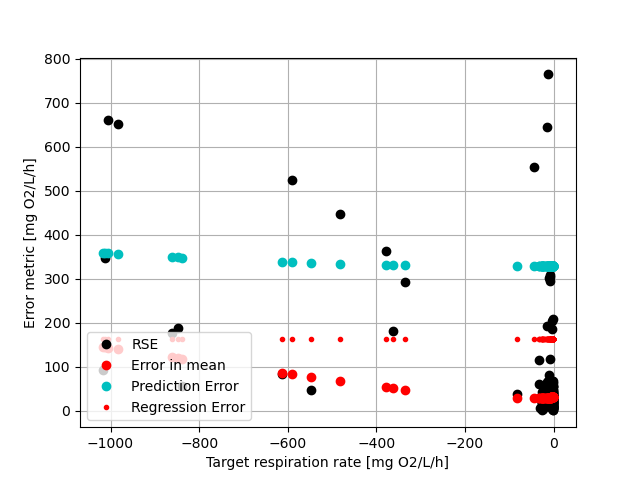 800
700
600
500
400
300
200
100
0
Error metric [mg O2/L/h]
RSE
Error in mean
Prediction Error
Regression Error
−1000 −800 −600 −400 −200 0
Target respiration rate [mg O2/L/h]